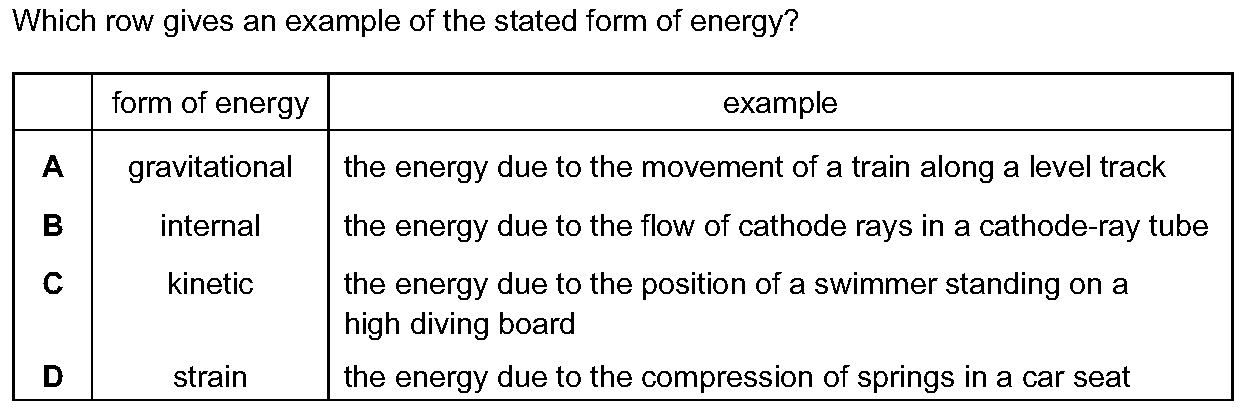 Which row gives an example of the stated form of energy?
form of energy example
A gravitational the energy due to the movement of a train along a level track
B internal the energy due to the flow of cathode rays in a cathode-ray tube
C kinetic the energy due to the position of a swimmer standing on a
high diving board
D strain the energy due to the compression of springs in a car seat